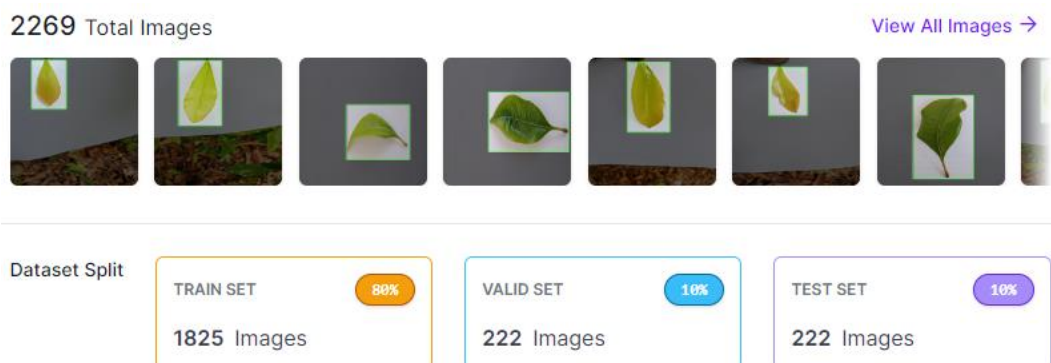 2269 Total Images
View All Images →
Dataset Split
TRAIN SET 80%
1825 Images
VALID SET 10%
222 Images
TEST SET 10%
222 Images